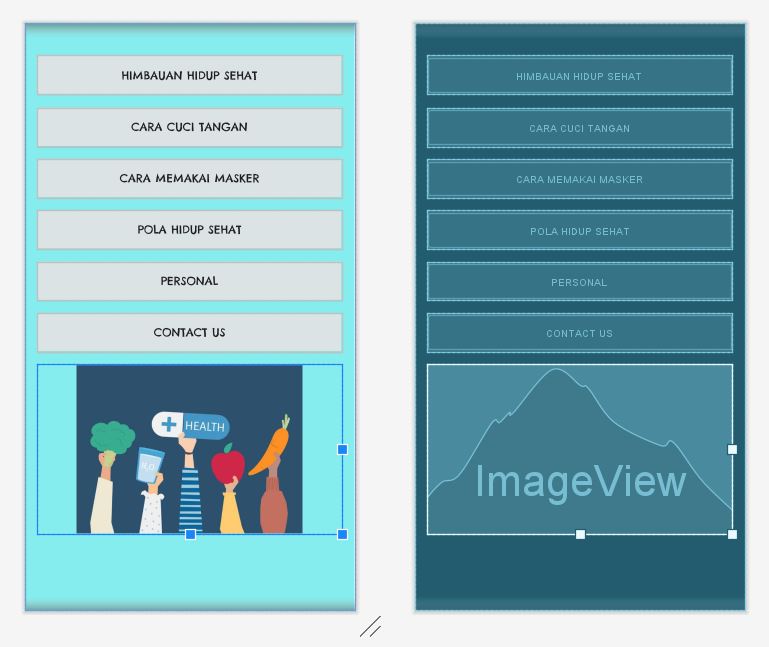 HIMBAUAN HIDUP SEHAT
CARA CUCI TANGAN
CARA MEMAKAI MASKER
POLA HIDUP SEHAT
PERSONAL
CONTACT US
HEALTH
H₂O
HIMBAUAN HIDUP SEHAT
CARA CUCI TANGAN
CARA MEMAKAI MASKER
POLA HIDUP SEHAT
PERSONAL
CONTACT US
ImageView